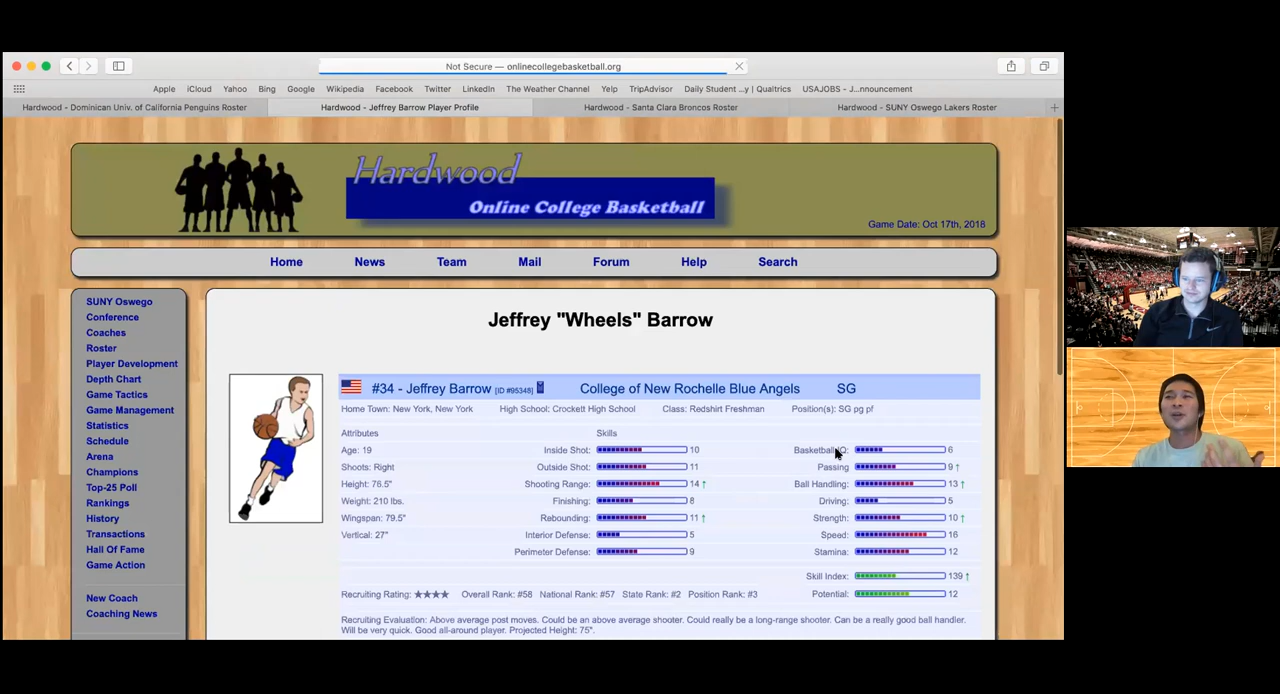 Not Secure — onlinecollegebasketball.org
Apple iCloud Yahoo Bing Google Wikipedia Facebook Twitter LinkedIn The Weather Channel Yelp TripAdvisor Daily Student ...y | Qualtrics USAJOBS - J...nnouncement
Hardwood - Dominican Univ. of California Penguins Roster Hardwood - Jeffrey Barrow Player Profile Hardwood - Santa Clara Broncos Roster Hardwood - SUNY Oswego Lakers Roster
Hardwood
Online College Basketball
Game Date: Oct 17th, 2018
Home News Team Mail Forum Help Search
SUNY Oswego
Conference
Coaches
Roster
Player Development
Depth Chart
Game Tactics
Game Management
Statistics
Schedule
Arena
Champions
Top-25 Poll
Rankings
History
Transactions
Hall Of Fame
Game Action
New Coach
Coaching News
Jeffrey "Wheels" Barrow
#34 - Jeffrey Barrow [ID #95348] College of New Rochelle Blue Angels SG
Home Town: New York, New York High School: Crockett High School Class: Redshirt Freshman Position(s): SG pg pf
Attributes Skills
Age: 19 Inside Shot: 10 Basketball IQ: 6
Shoots: Right Outside Shot: 11 Passing 9 ↑
Height: 76.5" Shooting Range: 14 ↑ Ball Handling: 13 ↑
Weight: 210 lbs. Finishing: 8 Driving: 5
Wingspan: 79.5" Rebounding: 11 ↑ Strength: 10 ↑
Vertical: 27" Interior Defense: 5 Speed: 16
Perimeter Defense: 9 Stamina: 12
Skill Index: 139 ↑
Recruiting Rating: ★★★★ Overall Rank: #58 National Rank: #57 State Rank: #2 Position Rank: #3 Potential: 12
Recruiting Evaluation: Above average post moves. Could be an above average shooter. Could really be a long-range shooter. Can be a really good ball handler.
Will be very quick. Good all-around player. Projected Height: 75".